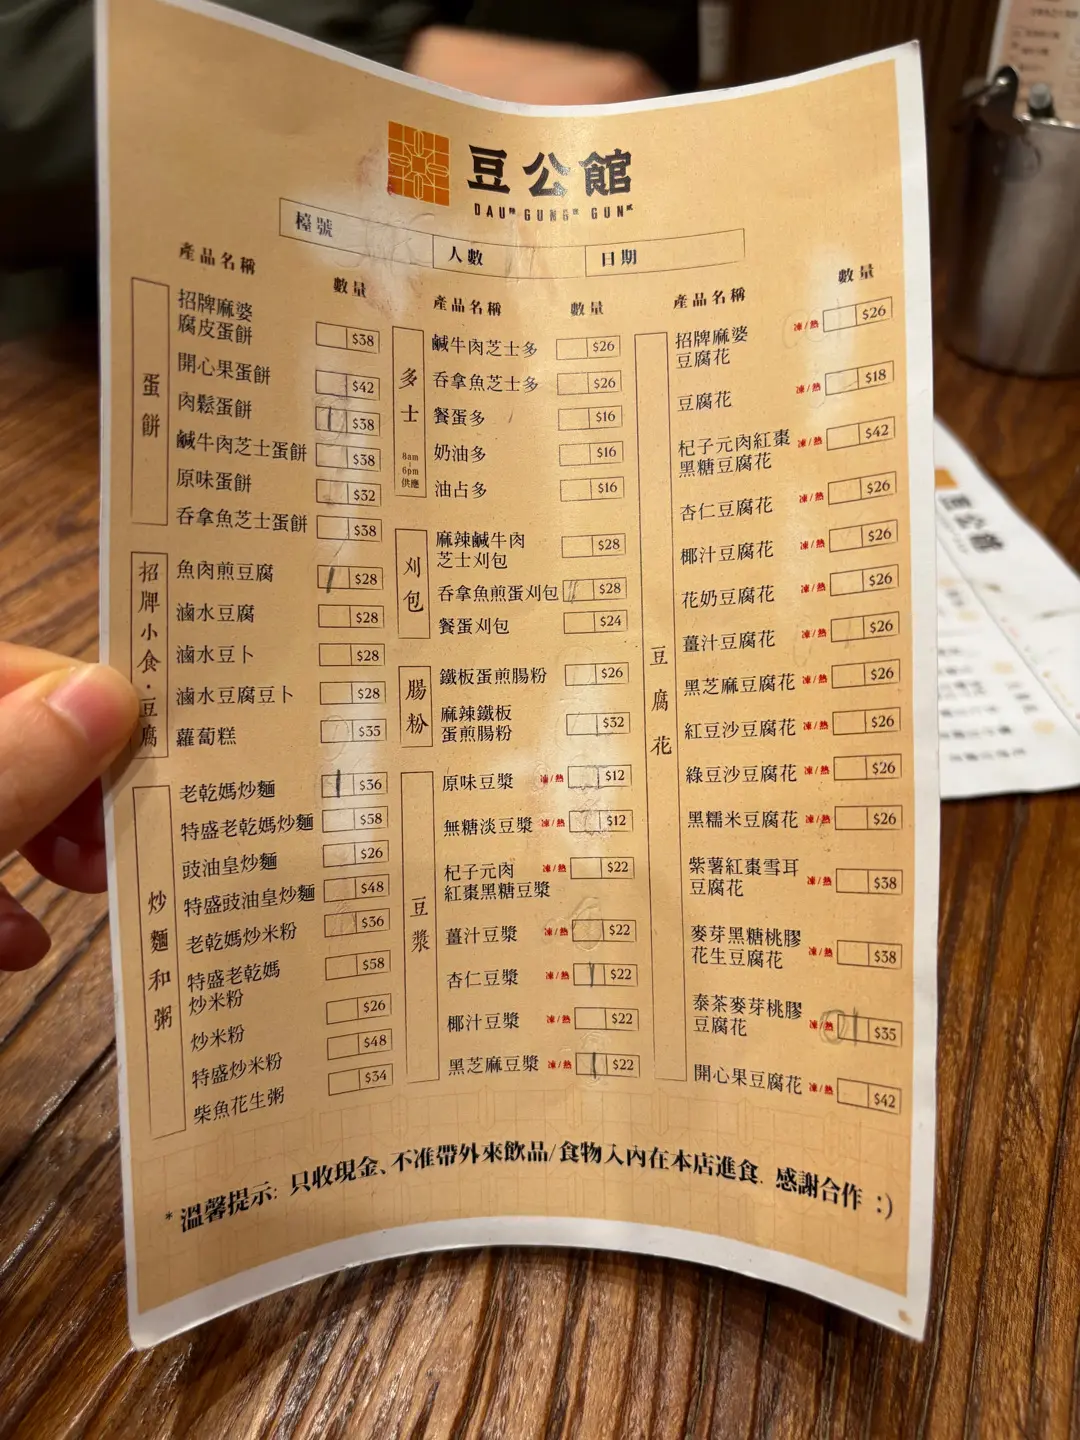 豆公館
DAU GUNG GUN
檯號
人數
日期
產品名稱
數量
蛋餅
招牌麻婆
腐皮蛋餅
$38
開心果蛋餅
$42
肉鬆蛋餅
$38
鹹牛肉芝士蛋餅
$38
原味蛋餅
$32
吞拿魚芝士蛋餅
$38
招牌小食·豆腐
魚肉煎豆腐
$28
滷水豆腐
$28
滷水豆卜
$28
滷水豆腐豆卜
$28
蘿蔔糕
$35
炒麵和粥
老乾媽炒麵
$36
特盛老乾媽炒麵
$58
豉油皇炒麵
$26
特盛豉油皇炒麵
$48
老乾媽炒米粉
$36
特盛老乾媽
炒米粉
$58
炒米粉
$26
特盛炒米粉
$48
柴魚花生粥
$34
產品名稱
數量
多士
8am
-
6pm
供應
鹹牛肉芝士多
$26
吞拿魚芝士多
$26
餐蛋多
$16
奶油多
$16
油占多
$16
刈包
麻辣鹹牛肉
芝士刈包
$28
吞拿魚煎蛋刈包
$28
餐蛋刈包
$24
腸粉
鐵板蛋煎腸粉
$26
麻辣鐵板
蛋煎腸粉
$32
豆漿
原味豆漿
凍/熱
$12
無糖淡豆漿
凍/熱
$12
杞子元肉
紅棗黑糖豆漿
凍/熱
$22
薑汁豆漿
凍/熱
$22
杏仁豆漿
凍/熱
$22
椰汁豆漿
凍/熱
$22
黑芝麻豆漿
凍/熱
$22
產品名稱
數量
豆腐花
招牌麻婆
豆腐花
凍/熱
$26
豆腐花
凍/熱
$18
杞子元肉紅棗
黑糖豆腐花
凍/熱
$42
杏仁豆腐花
凍/熱
$26
椰汁豆腐花
凍/熱
$26
花奶豆腐花
凍/熱
$26
薑汁豆腐花
凍/熱
$26
黑芝麻豆腐花
凍/熱
$26
紅豆沙豆腐花
凍/熱
$26
綠豆沙豆腐花
凍/熱
$26
黑糯米豆腐花
凍/熱
$26
紫薯紅棗雪耳
豆腐花
凍/熱
$38
麥芽黑糖桃膠
花生豆腐花
凍/熱
$38
泰茶麥芽桃膠
豆腐花
凍/熱
$35
開心果豆腐花
凍/熱
$42
* 溫馨提示: 只收現金、不准帶外來飲品/食物入內在本店進食. 感謝合作 :)
豆公館